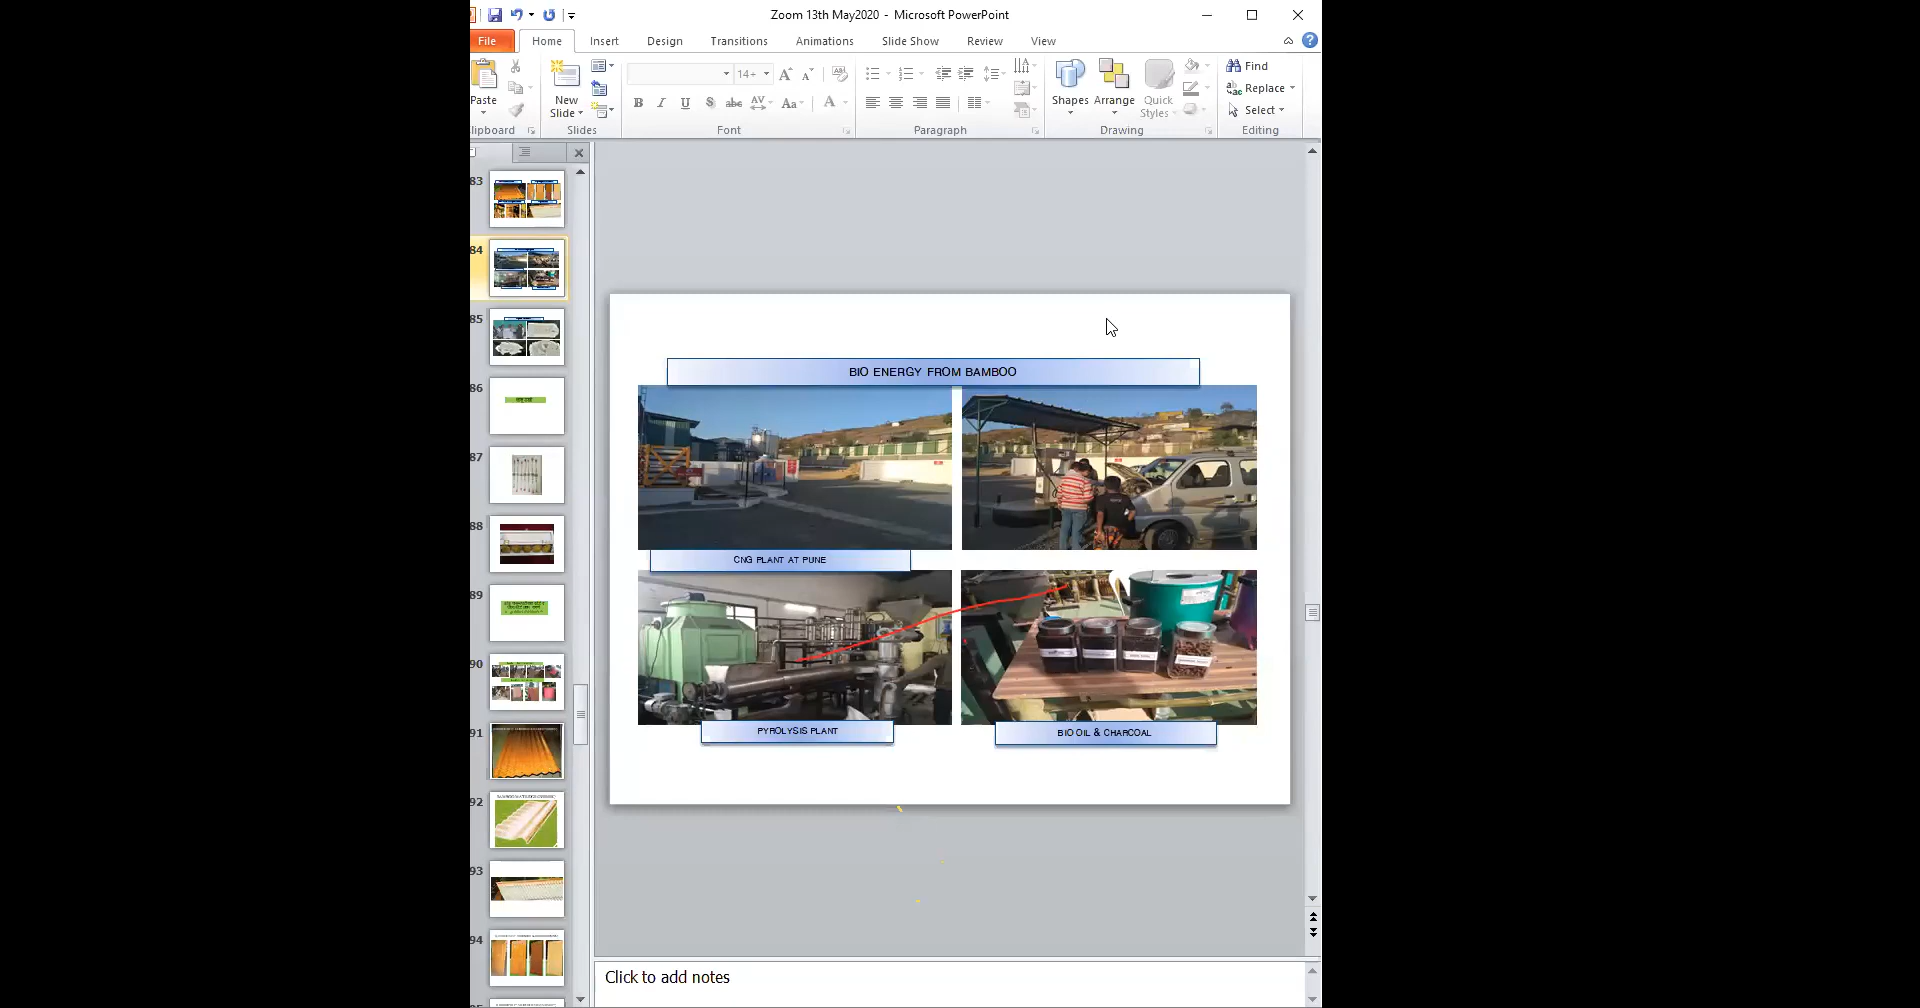 Zoom 13th May2020 - Microsoft PowerPoint
File Home Insert Design Transitions Animations Slide Show Review View
Paste
lipboard
New
Slide
Slides
14+
B I U S abc AV Aa A
Font
Paragraph
Shapes Arrange Quick
Styles
Drawing
Find
Replace
Select
Editing
83
84
85
86
87
88
89
90
91
92
93
94
BIO ENERGY FROM BAMBOO
CNG PLANT AT PUNE
PYROLYSIS PLANT
BIO OIL & CHARCOAL
Click to add notes